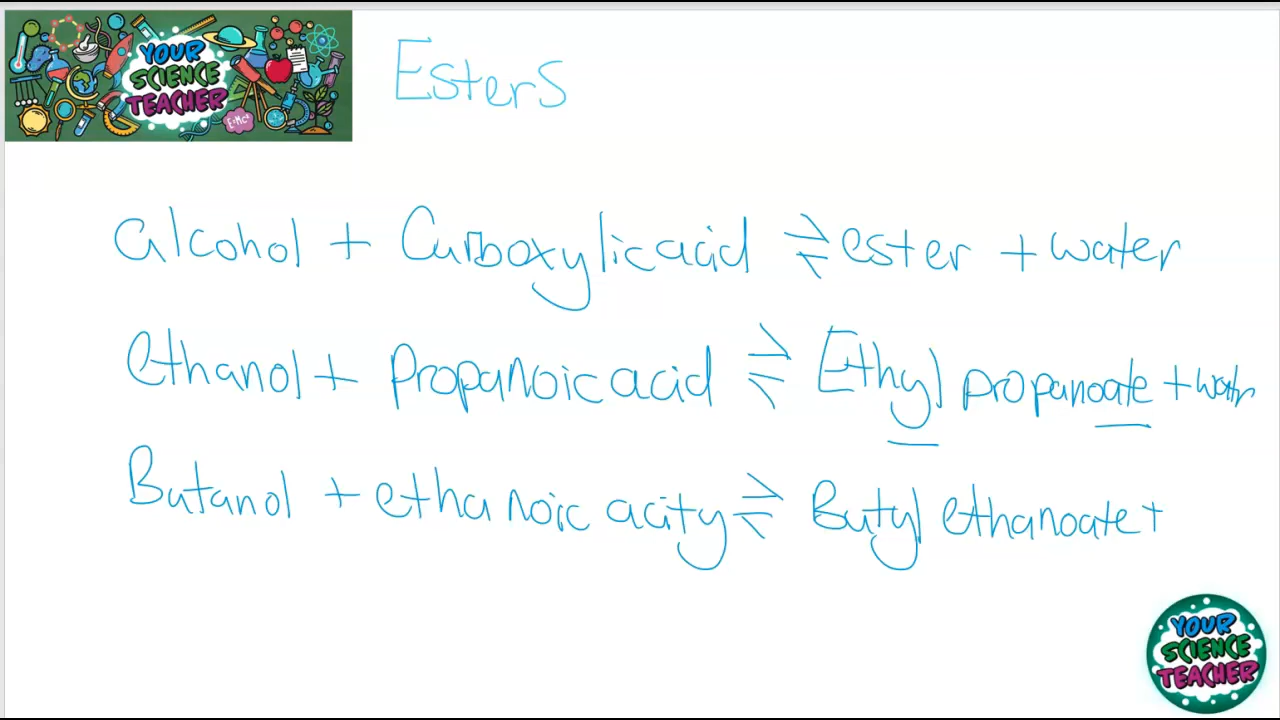 YOUR
SCIENCE
TEACHER
E=MC²
Esters
alcohol + Carboxylic acid ⇌ ester + water
ethanol + Propanoic acid ⇌ Ethyl propanoate + water
Butanol + ethanoic acity ⇌ Butyl ethanoate +
YOUR
SCIENCE
TEACHER